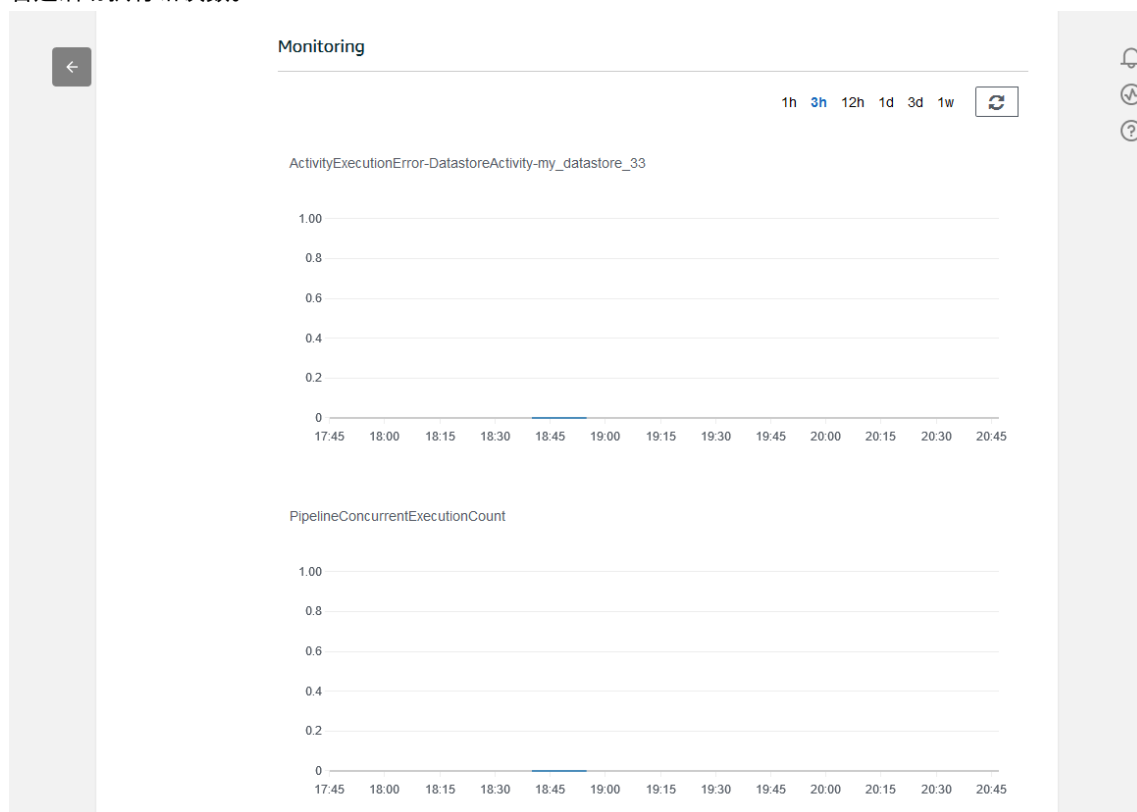 Monitoring
1h 3h 12h 1d 3d 1w
ActivityExecutionError-DatastoreActivity-my_datastore_33
1.00
0.8
0.6
0.4
0.2
0
17:45 18:00 18:15 18:30 18:45 19:00 19:15 19:30 19:45 20:00 20:15 20:30 20:45
PipelineConcurrentExecutionCount
1.00
0.8
0.6
0.4
0.2
0
17:45 18:00 18:15 18:30 18:45 19:00 19:15 19:30 19:45 20:00 20:15 20:30 20:45